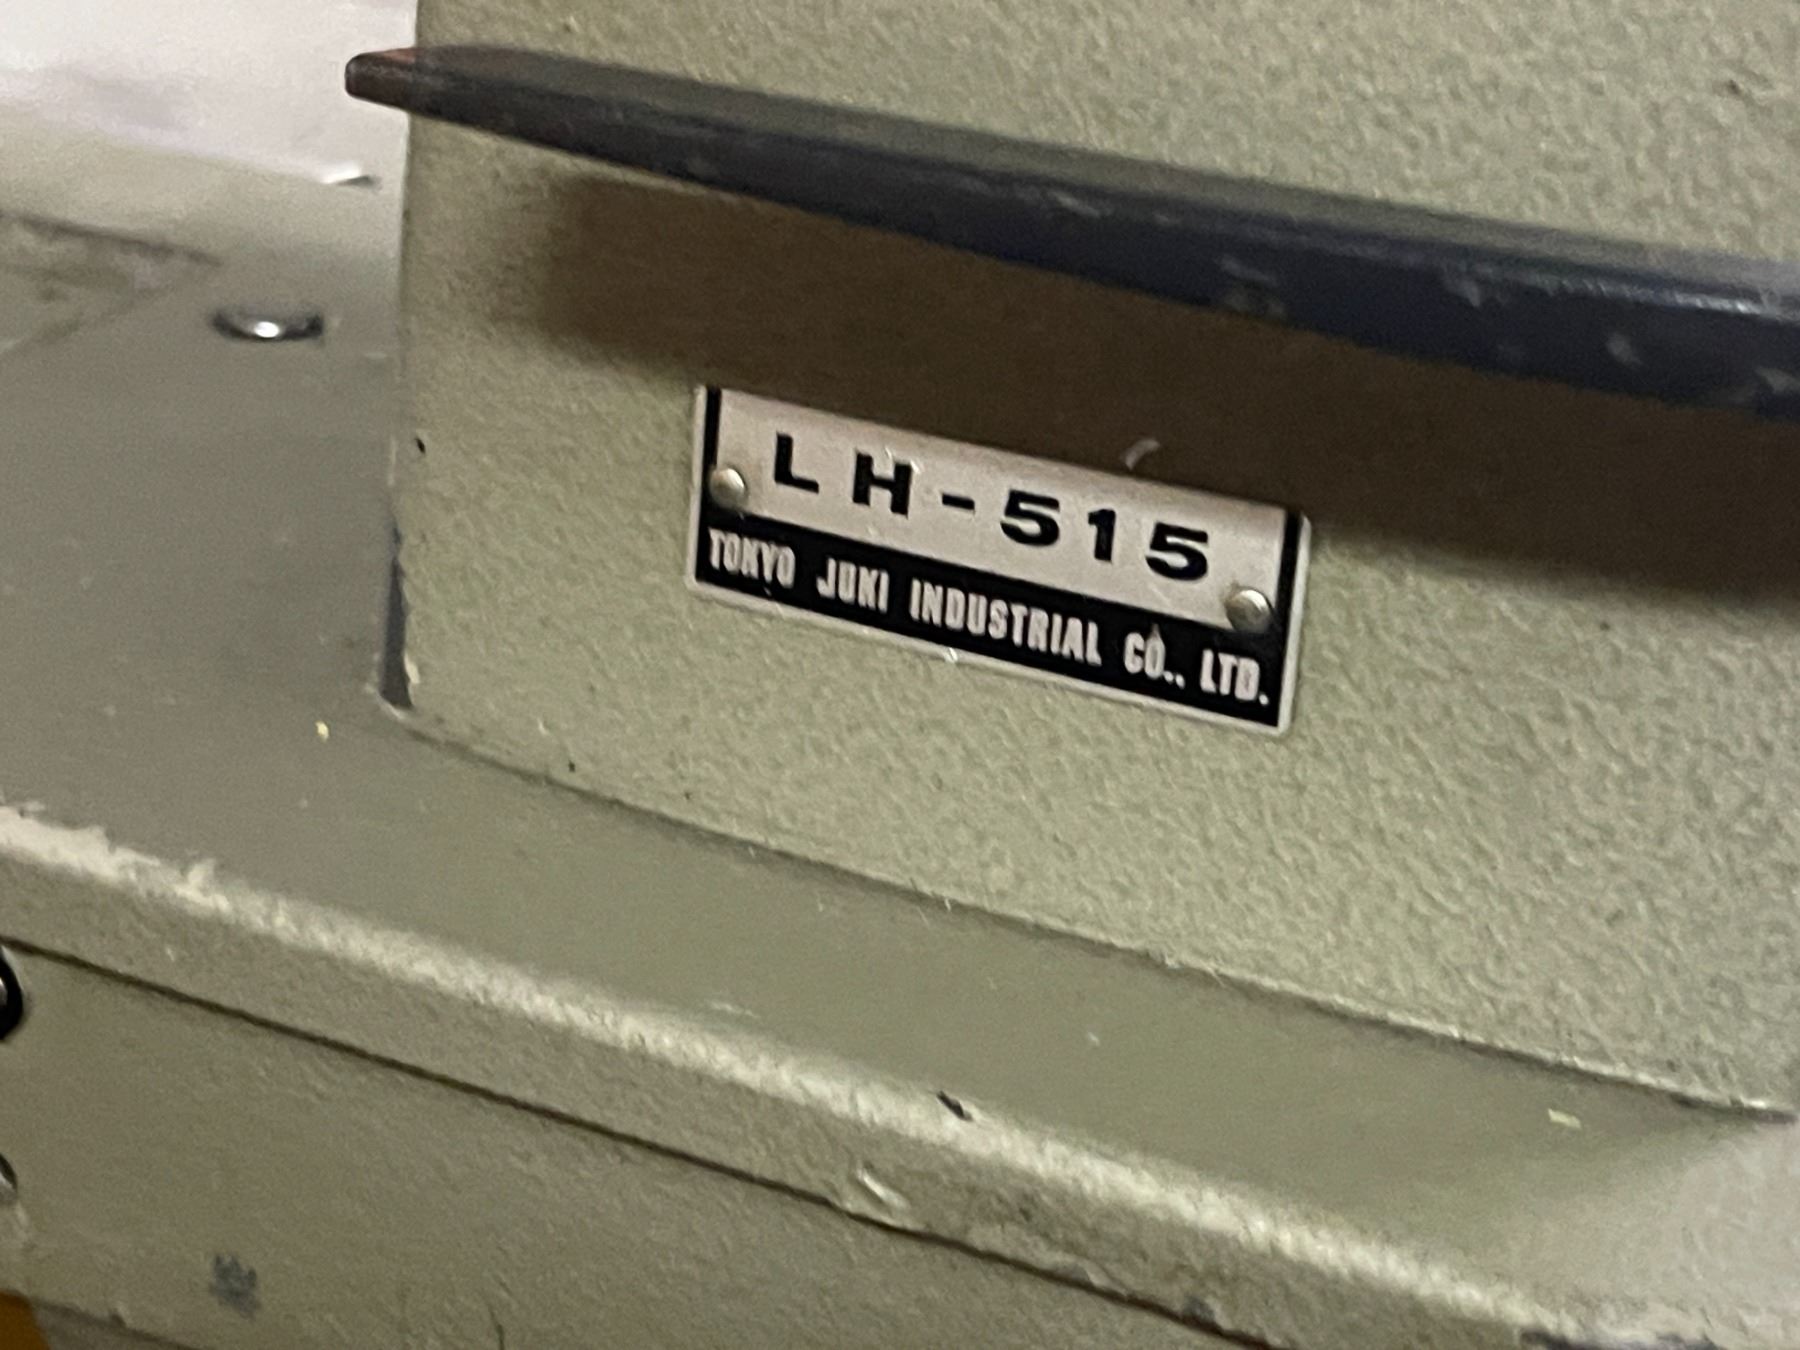 LH-515
TOKYO JUKI INDUSTRIAL CO., LTD.